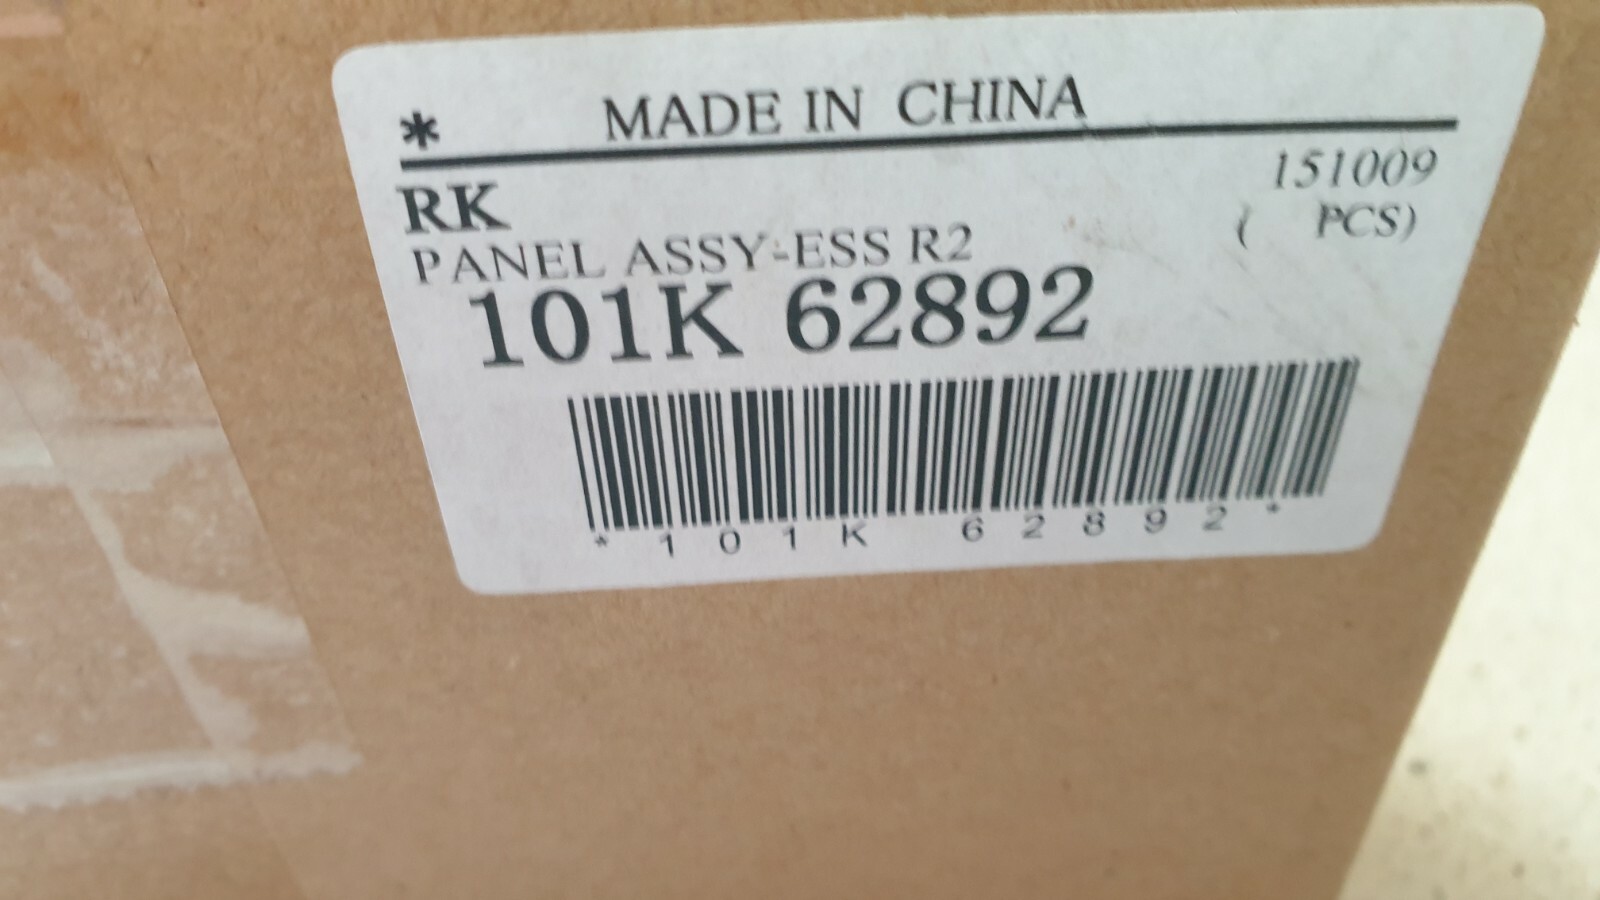 * MADE IN CHINA
151009
RK
( PCS)
PANEL ASSY-ESS R2
101K 62892
*101K 62892*